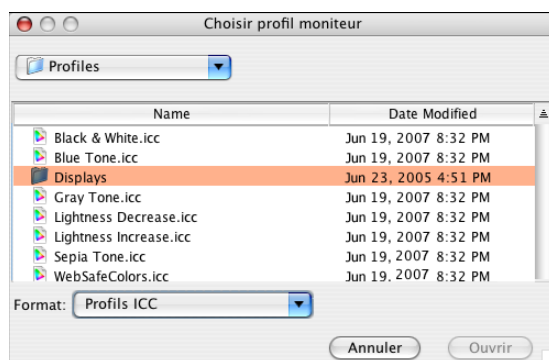 Choisir profil moniteur
Profiles
Name Date Modified
Black & White.icc Jun 19, 2007 8:32 PM
Blue Tone.icc Jun 19, 2007 8:32 PM
Displays Jun 23, 2005 4:51 PM
Gray Tone.icc Jun 19, 2007 8:32 PM
Lightness Decrease.icc Jun 19, 2007 8:32 PM
Lightness Increase.icc Jun 19, 2007 8:32 PM
Sepia Tone.icc Jun 19, 2007 8:32 PM
WebSafeColors.icc Jun 19, 2007 8:32 PM
Format: Profils ICC
Annuler Ouvrir